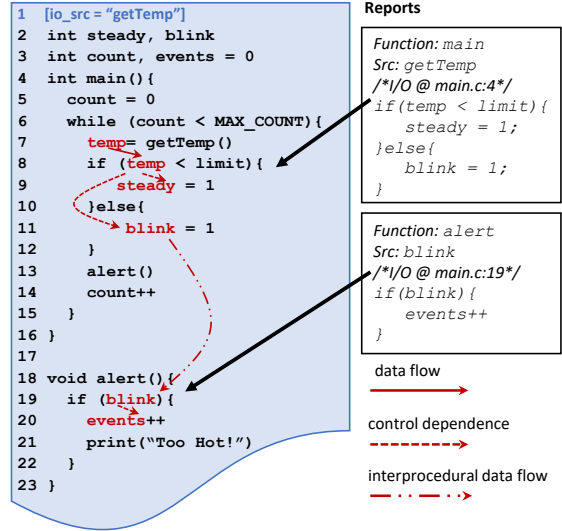 1 [io_src = “getTemp”]
2 int steady, blink
3 int count, events = 0
4 int main(){
5 count = 0
6 while (count < MAX_COUNT){
7 temp= getTemp()
8 if (temp < limit){
9 steady = 1
10 }else{
11 blink = 1
12 }
13 alert()
14 count++
15 }
16 }
17
18 void alert(){
19 if (blink){
20 events++
21 print(“Too Hot!”)
22 }
23 }
Reports
Function: main
Src: getTemp
/*I/O @ main.c:4*/
if(temp < limit){
steady = 1;
}else{
blink = 1;
}
Function: alert
Src: blink
/*I/O @ main.c:19*/
if(blink){
events++
}
data flow
control dependence
interprocedural data flow